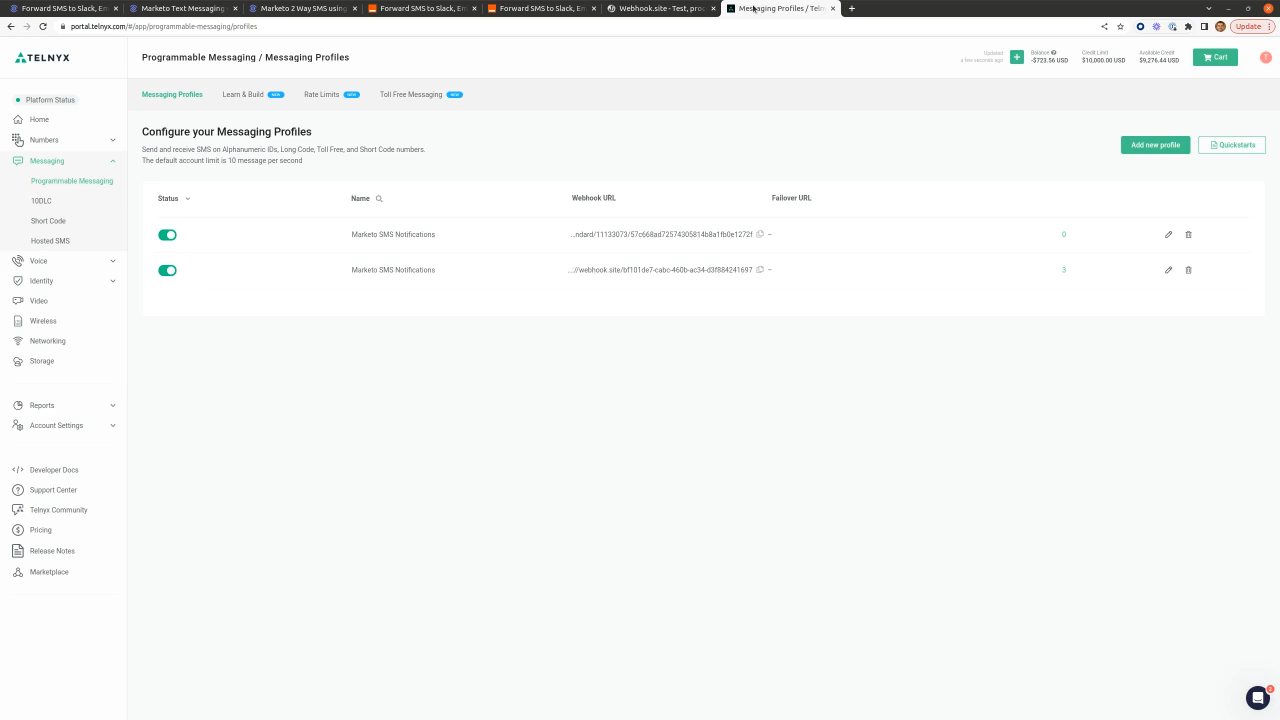 Forward SMS to Slack, Em
Marketo Text Messaging
Marketo 2 Way SMS using
Forward SMS to Slack, Em
Forward SMS to Slack, Em
Webhook.site - Test, proc
Messaging Profiles / Teln
portal.telnyx.com/#/app/programmable-messaging/profiles
Update
TELNYX
Programmable Messaging / Messaging Profiles
Updated
a few seconds ago
Balance
-$723.56 USD
Credit Limit
$10,000.00 USD
Available Credit
$9,276.44 USD
Cart
T
Platform Status
Home
Numbers
Messaging
Programmable Messaging
10DLC
Short Code
Hosted SMS
Voice
Identity
Video
Wireless
Networking
Storage
Reports
Account Settings
Developer Docs
Support Center
Telnyx Community
Pricing
Release Notes
Marketplace
Messaging Profiles
Learn & Build NEW
Rate Limits NEW
Toll Free Messaging NEW
Configure your Messaging Profiles
Send and receive SMS on Alphanumeric IDs, Long Code, Toll Free, and Short Code numbers.
The default account limit is 10 message per second
Add new profile
Quickstarts
Status Name Webhook URL Failover URL
Marketo SMS Notifications ...ndard/11133073/57c668ad72574305814b8a1fb0e1272f – 0
Marketo SMS Notifications ...://webhook.site/bf101de7-cabc-460b-ac34-d3f884241697 – 3
2